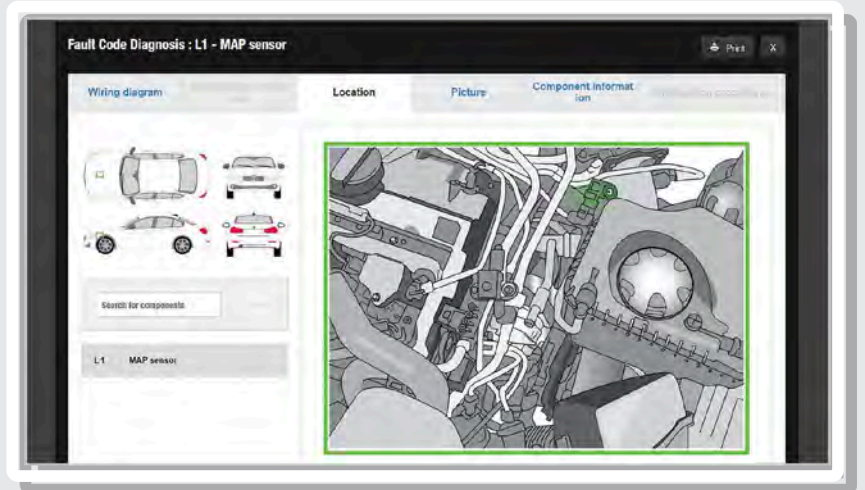 Fault Code Diagnosis : L1 - MAP sensor
Print X
Wiring diagram
Location
Picture
Component Informat
ion
Search for components
L1 MAP sensor